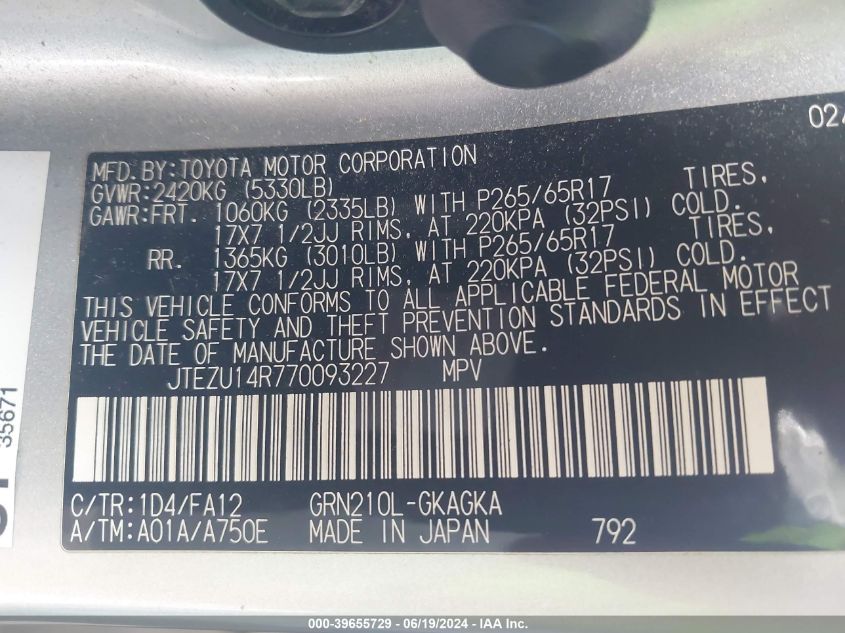 02/
MFD.BY:TOYOTA MOTOR CORPORATION
GVWR:2420KG (5330LB)
GAWR:FRT. 1060KG (2335LB) WITH P265/65R17 TIRES,
17X7 1/2JJ RIMS, AT 220KPA (32PSI) COLD.
RR. 1365KG (3010LB) WITH P265/65R17 TIRES,
17X7 1/2JJ RIMS, AT 220KPA (32PSI) COLD.
THIS VEHICLE CONFORMS TO ALL APPLICABLE FEDERAL MOTOR
VEHICLE SAFETY AND THEFT PREVENTION STANDARDS IN EFFECT
THE DATE OF MANUFACTURE SHOWN ABOVE.
JTEZU14R770093227 MPV
C/TR:1D4/FA12 GRN210L-GKAGKA
A/TM:A01A/A750E MADE IN JAPAN 792
35671
000-39655729 - 06/19/2024 - IAA Inc.